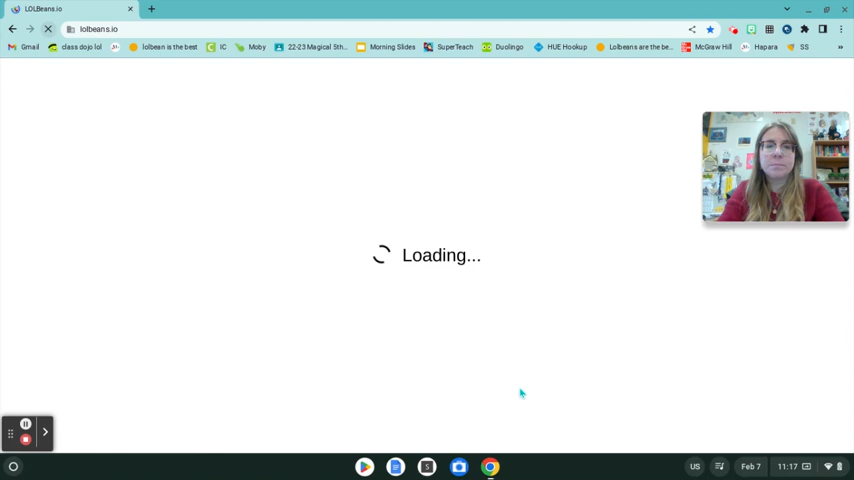 LOLBeans.io
lolbeans.io
Gmail class dojo lol lolbean is the best IC Moby 22-23 Magical 5th... Morning Slides SuperTeach Duolingo HUE Hookup Lolbeans are the be... McGraw Hill Hapara SS »
Loading...
US Feb 7 11:17